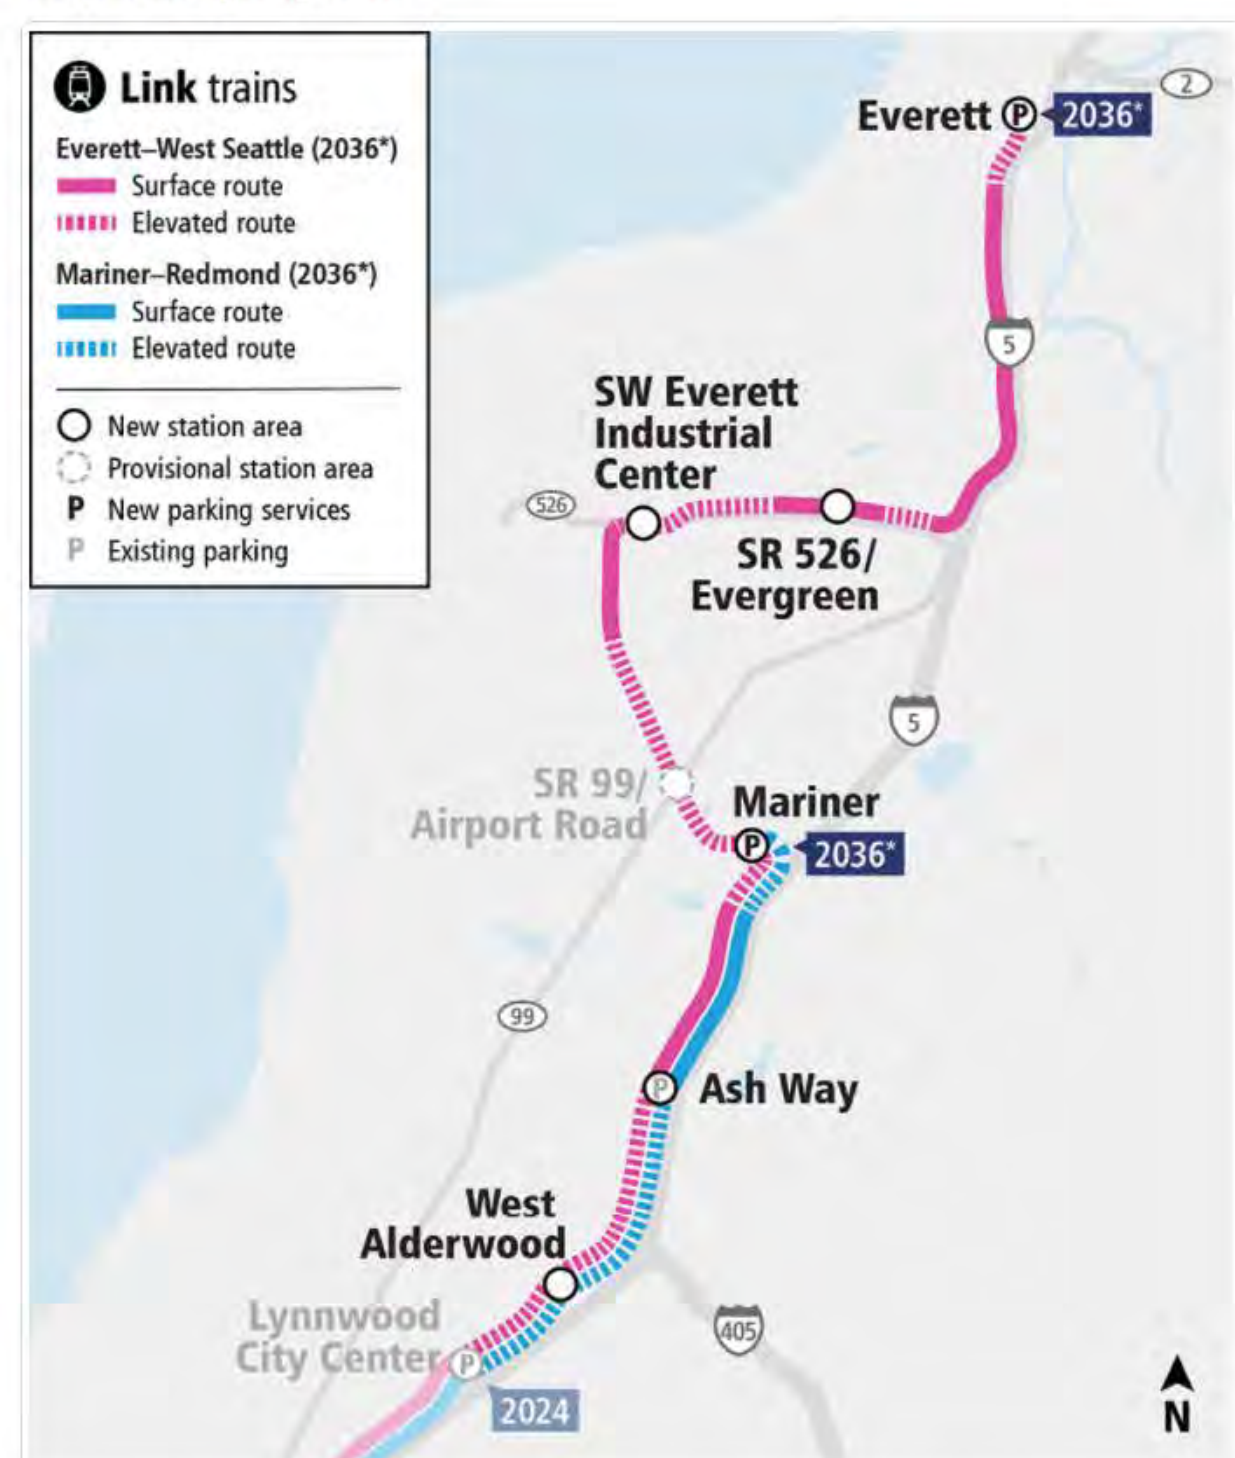 Link trains
Everett–West Seattle (2036*)
Surface route
Elevated route
Mariner–Redmond (2036*)
Surface route
Elevated route
New station area
Provisional station area
P New parking services
P Existing parking
2
Everett P 2036*
5
SW Everett
Industrial
Center
526
SR 526/
Evergreen
5
SR 99/
Airport Road
Mariner
P 2036*
99
P Ash Way
West
Alderwood
Lynnwood
City Center P
405
2024
N